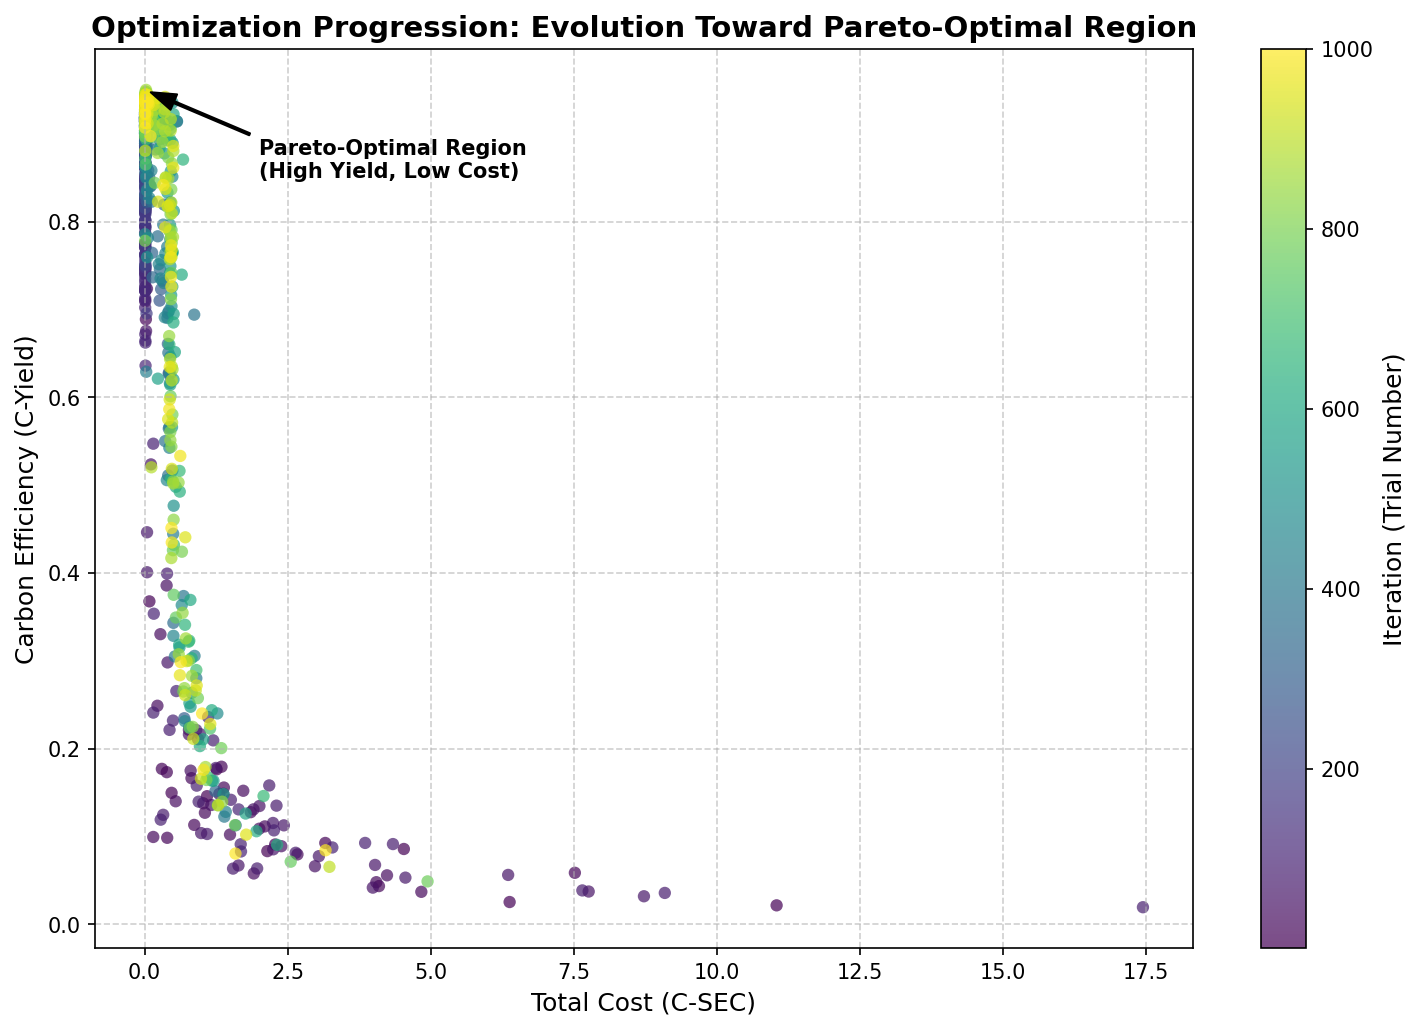 Optimization Progression: Evolution Toward Pareto-Optimal Region
Pareto-Optimal Region
(High Yield, Low Cost)
Carbon Efficiency (C-Yield)
0.8
0.6
0.4
0.2
0.0
0.0 2.5 5.0 7.5 10.0 12.5 15.0 17.5
Total Cost (C-SEC)
1000
800
600
400
200
Iteration (Trial Number)